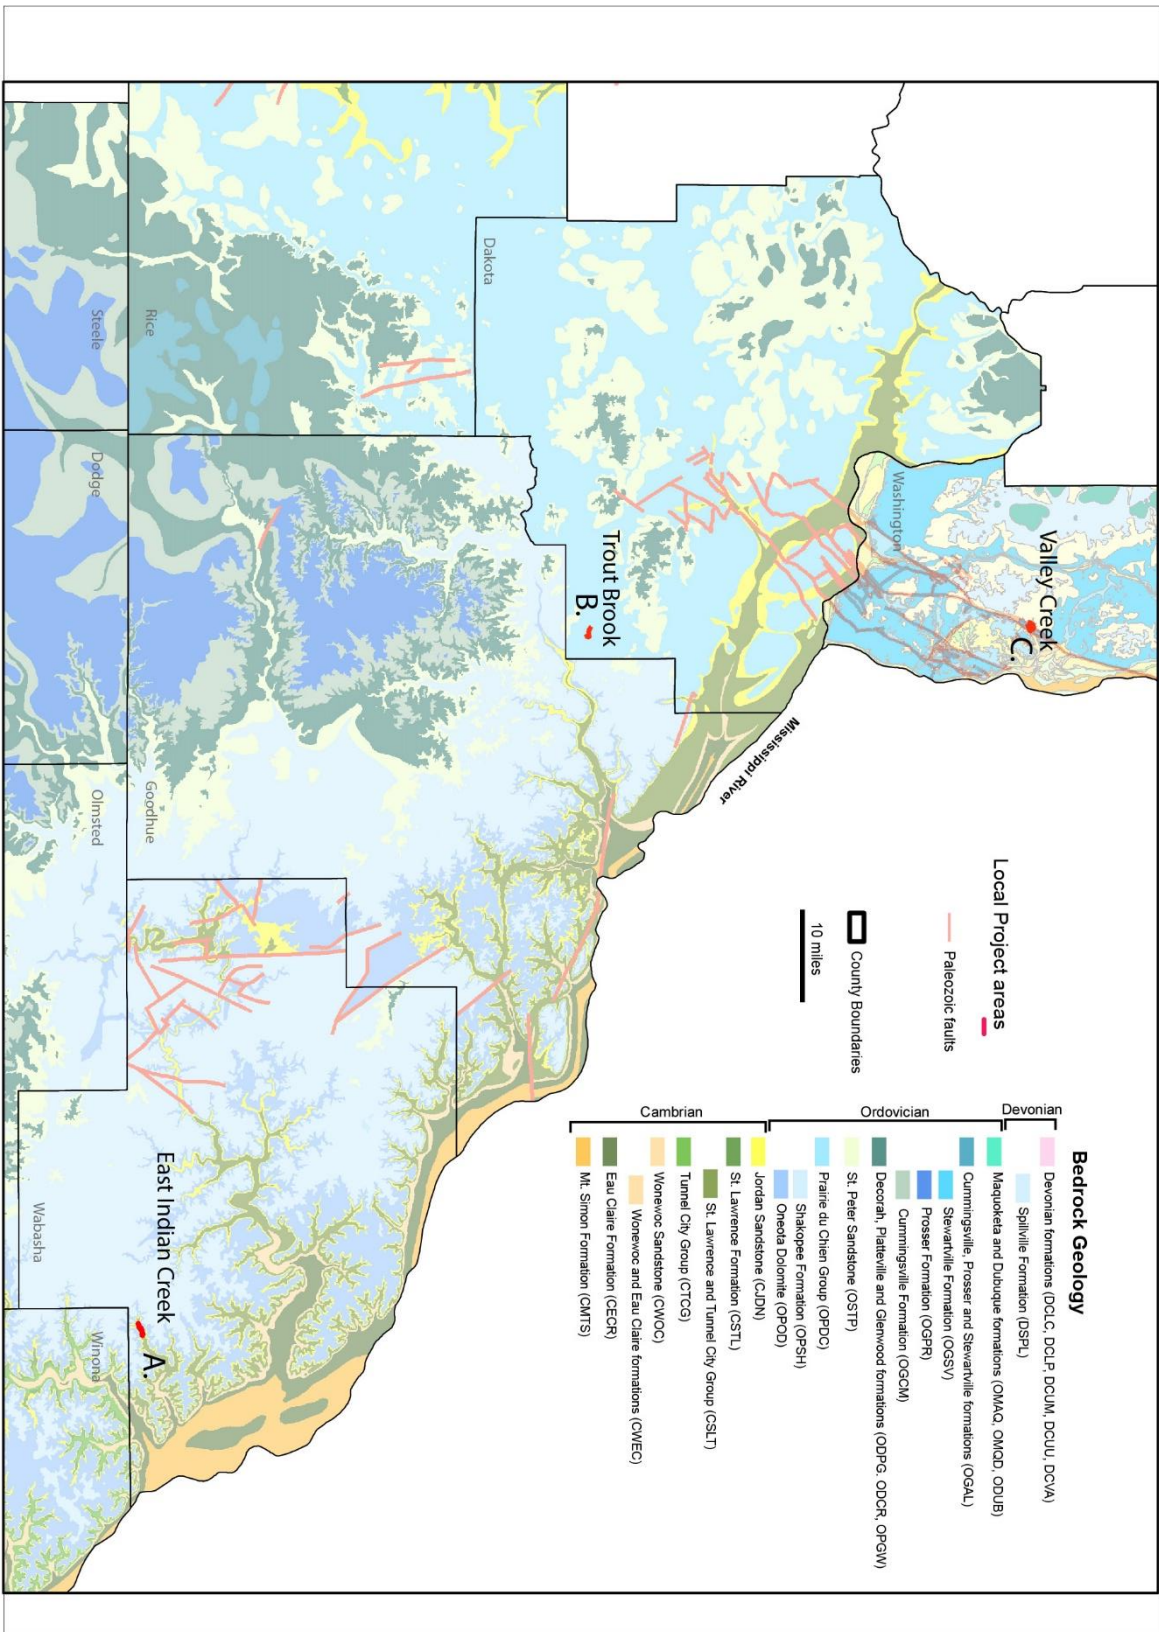 Valley Creek
C.
Washington
Dakota
Trout Brook
B.
Mississippi River
Rice
Steele
Dodge
Goodhue
Olmsted
East Indian Creek
A.
Wabasha
Winona
Local Project areas
Paleozoic faults
County Boundaries
10 miles
Bedrock Geology
Devonian
Devonian formations (DCLC, DCLP, DCUM, DCUU, DCVA)
Spillville Formation (DSPL)
Ordovician
Maquoketa and Dubuque formations (OMAQ, OMQD, ODUB)
Cummingsville, Prosser and Stewartville formations (OGAL)
Stewartville Formation (OGSV)
Prosser Formation (OGPR)
Cummingsville Formation (OGCM)
Decorah, Platteville and Glenwood formations (ODPG, ODCR, OPGW)
St. Peter Sandstone (OSTP)
Prairie du Chien Group (OPDC)
Shakopee Formation (OPSH)
Oneota Dolomite (OPOD)
Cambrian
Jordan Sandstone (CJDN)
St. Lawrence Formation (CSTL)
St. Lawrence and Tunnel City Group (CSLT)
Tunnel City Group (CTCG)
Wonewoc Sandstone (CWOC)
Wonewoc and Eau Claire formations (CWEC)
Eau Claire Formation (CECR)
Mt. Simon Formation (CMTS)